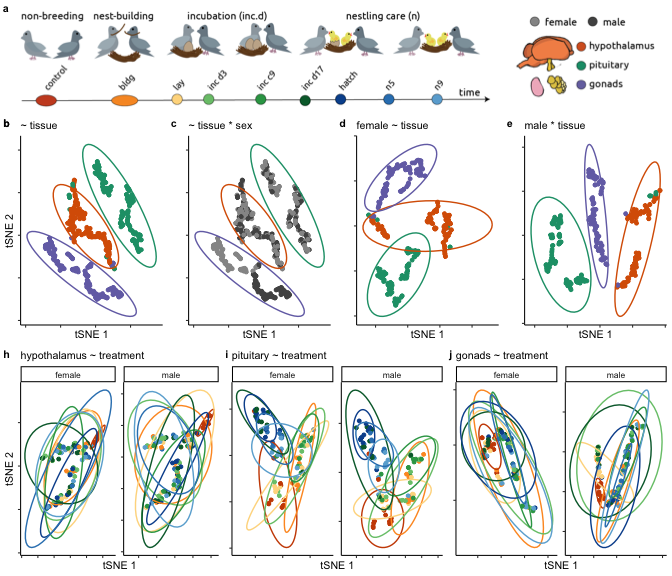 a
non-breeding nest-building incubation (inc.d) nestling care (n)
control bldg lay inc d3 inc c9 inc d17 hatch n5 n9 time
female male
hypothalamus
pituitary
gonads
b ~ tissue c ~ tissue * sex d female ~ tissue e male * tissue
tSNE 2
tSNE 1 tSNE 1 tSNE 1 tSNE 1
h hypothalamus ~ treatment i pituitary ~ treatment j gonads ~ treatment
female male female male female male
tSNE 2
tSNE 1 tSNE 1 tSNE 1